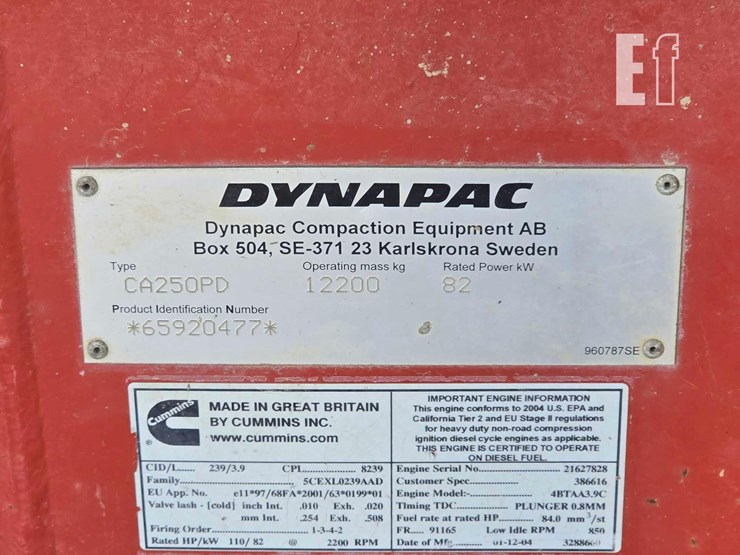 Ef
DYNAPAC
Dynapac Compaction Equipment AB
Box 504, SE-371 23 Karlskrona Sweden
Type Operating mass kg Rated Power kW
CA250PD 12200 82
Product Identification Number
*65920477*
960787SE
Cummins
MADE IN GREAT BRITAIN
BY CUMMINS INC.
www.cummins.com
CID/L 239/3.9 CPL 8239
Family 5CEXL0239AAD
EU App. No. e11*97/68FA*2001/63*0199*01
Valve lash - [cold] inch Int. .010 Exh. .020
mm Int. .254 Exh. .508
Firing Order 1-3-4-2
Rated HP/kW 110/ 82 @ 2200 RPM
IMPORTANT ENGINE INFORMATION
This engine conforms to 2004 U.S. EPA and
California Tier 2 and EU Stage II regulations
for heavy duty non-road compression
ignition diesel cycle engines as applicable.
THIS ENGINE IS CERTIFIED TO OPERATE
ON DIESEL FUEL.
Engine Serial No. 21627828
Customer Spec 386616
Engine Model:- 4BTAA3.9C
Timing TDC PLUNGER 0.8MM
Fuel rate at rated HP 84.0 mm³/st
FR 91165 Low Idle RPM 850
Date of Mfg 01-12-04